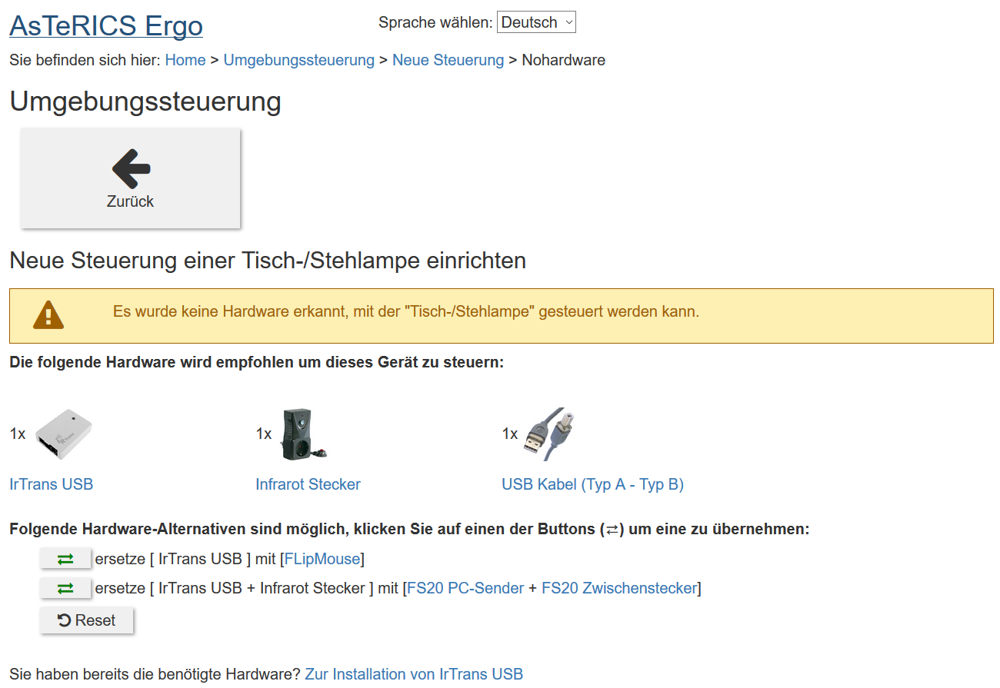 AsTeRICS Ergo
Sprache wählen: Deutsch
Sie befinden sich hier: Home > Umgebungssteuerung > Neue Steuerung > Nohardware
Umgebungssteuerung
Zurück
Neue Steuerung einer Tisch-/Stehlampe einrichten
Es wurde keine Hardware erkannt, mit der "Tisch-/Stehlampe" gesteuert werden kann.
Die folgende Hardware wird empfohlen um dieses Gerät zu steuern:
1x 1x 1x
IrTrans USB Infrarot Stecker USB Kabel (Typ A - Typ B)
Folgende Hardware-Alternativen sind möglich, klicken Sie auf einen der Buttons (⇄) um eine zu übernehmen:
ersetze [ IrTrans USB ] mit [FLipMouse]
ersetze [ IrTrans USB + Infrarot Stecker ] mit [FS20 PC-Sender + FS20 Zwischenstecker]
Reset
Sie haben bereits die benötigte Hardware? Zur Installation von IrTrans USB